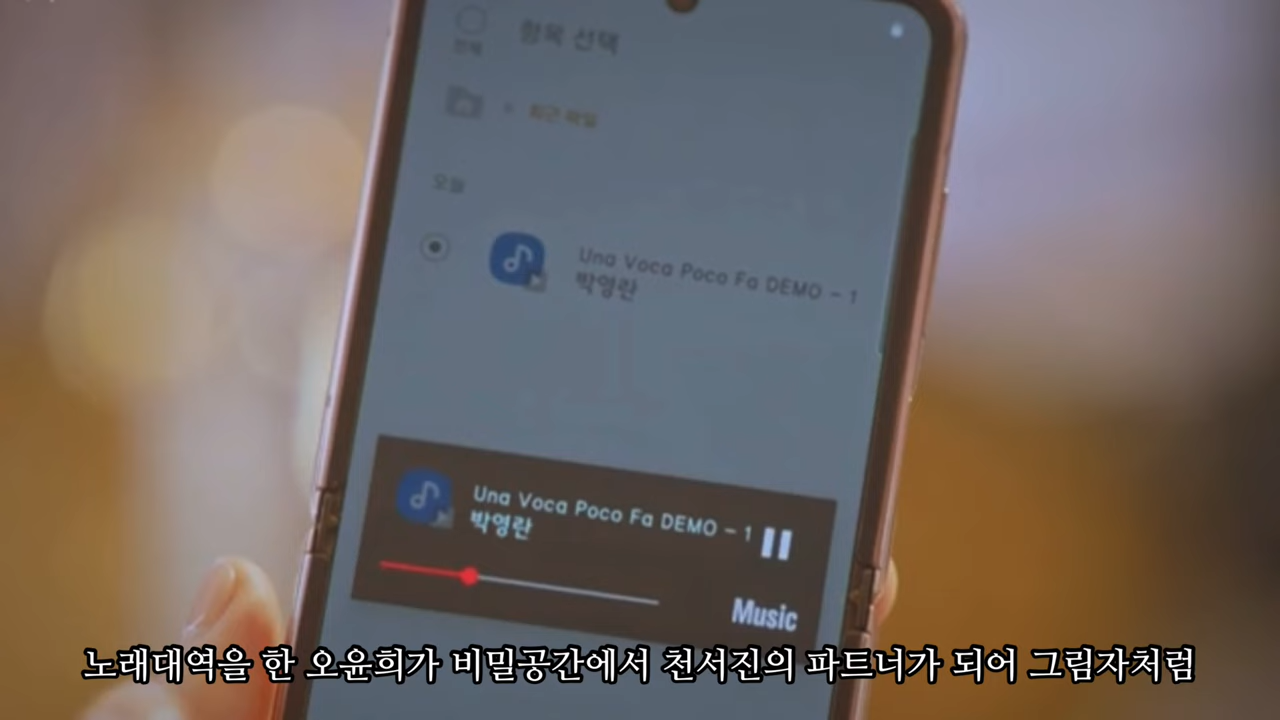 항목 선택
전체
최근 파일
오늘
Una Voca Poco Fa DEMO - 1
박영란
Una Voca Poco Fa DEMO - 1
박영란
Music
노래대역을 한 오윤희가 비밀공간에서 천서진의 파트너가 되어 그림자처럼